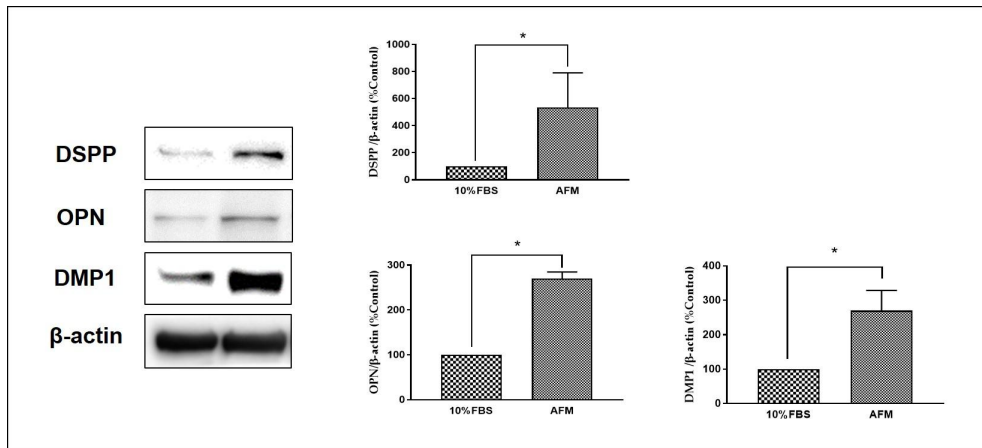 DSPP
OPN
DMP1
β-actin
DSPP /β-actin (%Control)
1000
800
600
400
200
0
*
10%FBS
AFM
OPN/β-actin (%Control)
300
200
100
0
*
10%FBS
AFM
DMP1 /β-actin (%Control)
400
300
200
100
0
*
10%FBS
AFM